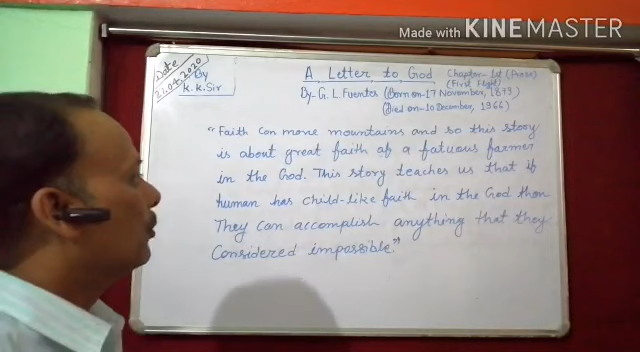 Made with KINEMASTER
Date
21.04.2020
By
K. K. Sir
A Letter to God
Chapter- 1st (Prose)
(First Flight)
By- G. L. Fuentes (Born on-17 November, 1897)
(Died on-10 December, 1966)
"Faith can move mountains and so this story
is about great faith of a fatuous farmer
in the God. This story teaches us that if
human has child-like faith in the God then
They can accomplish anything that they
Considered impassible."